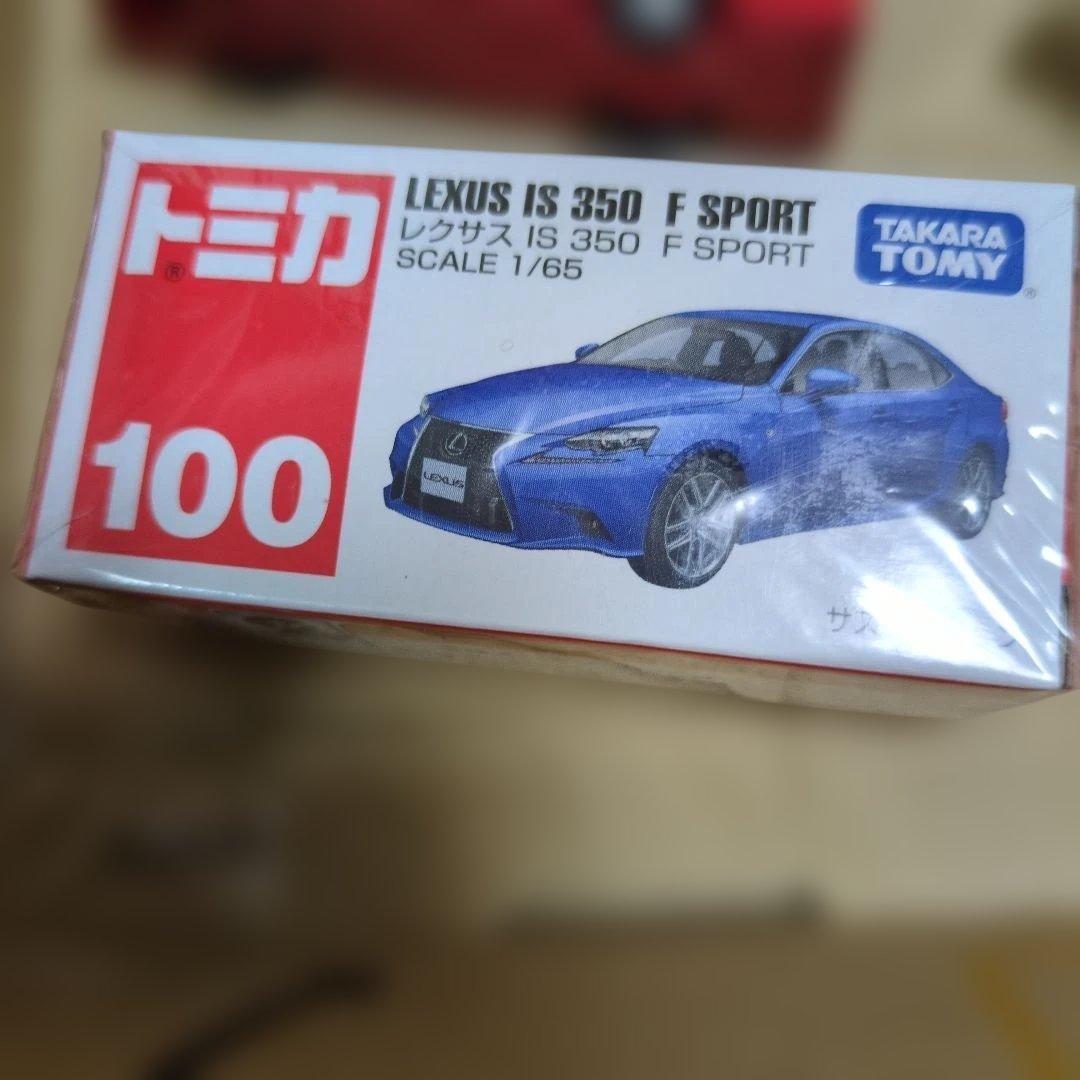 トミカ
®
100
LEXUS IS 350 F SPORT
レクサス IS 350 F SPORT
SCALE 1/65
TAKARA
TOMY
®
LEXUS